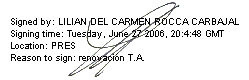 Signed by: LILIAN DEL CARMEN ROCCA CARBAJAL
Signing time: Tuesday, June 27 2006, 20:4:48 GMT
Location: PRES
Reason to sign: renovación T.A.